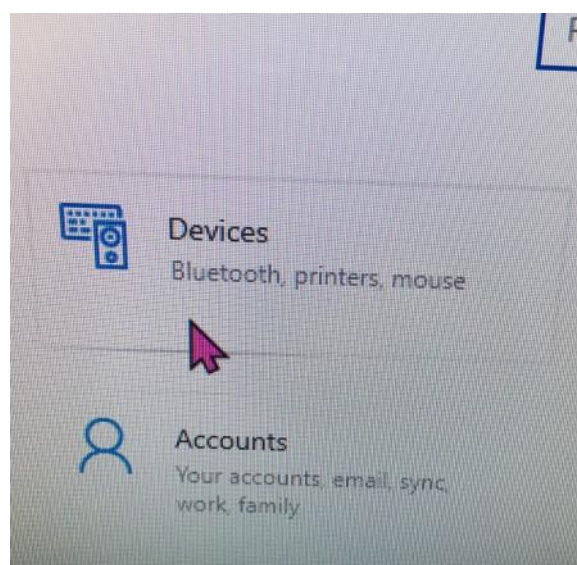 Devices
Bluetooth, printers, mouse
Accounts
Your accounts, email, sync,
work, family